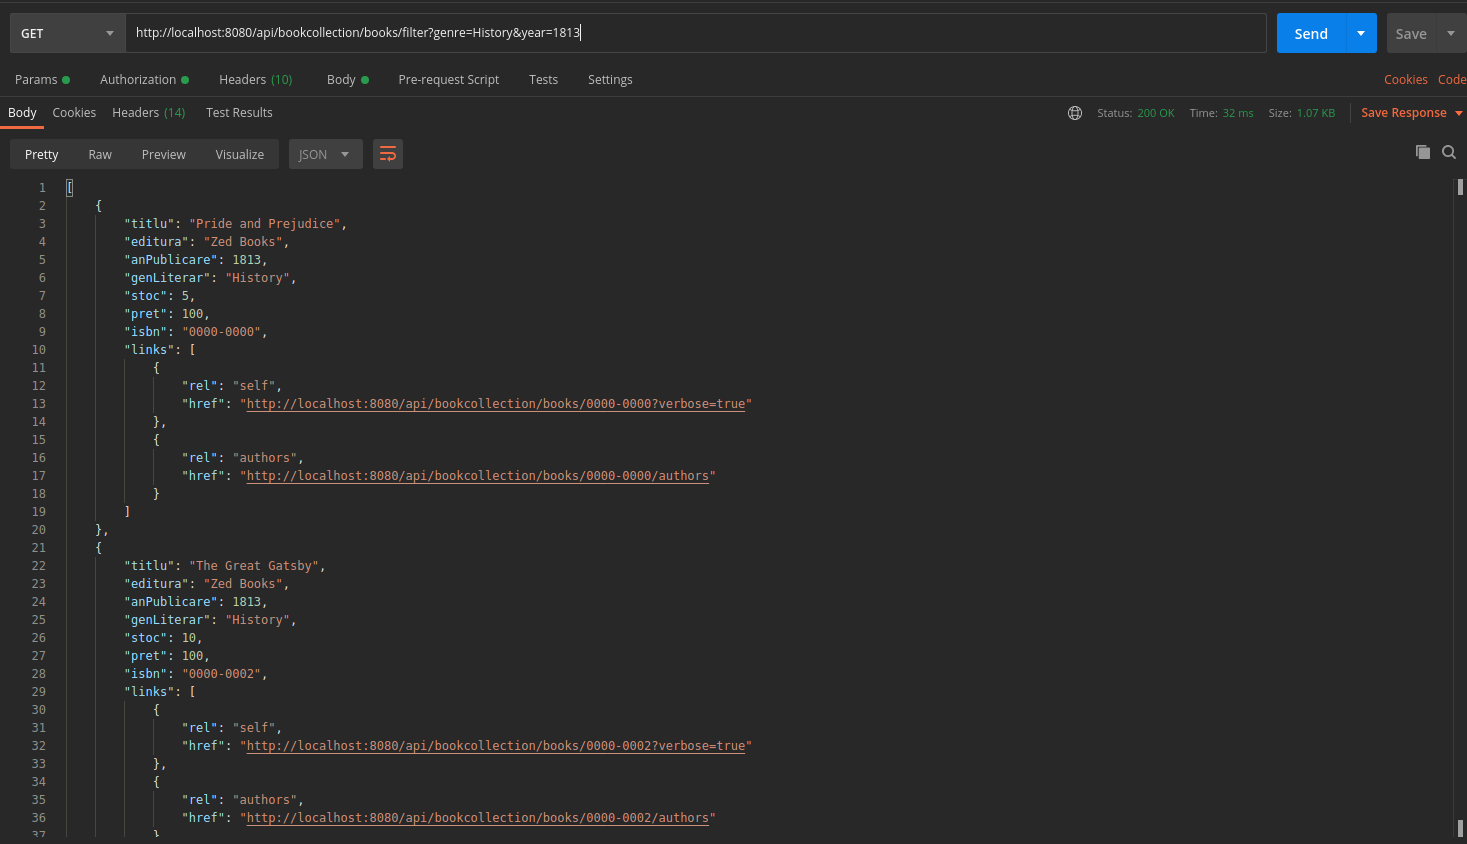 GET http://localhost:8080/api/bookcollection/books/filter?genre=History&year=1813 Send Save
Params Authorization Headers (10) Body Pre-request Script Tests Settings Cookies Code
Body Cookies Headers (14) Test Results Status: 200 OK Time: 32 ms Size: 1.07 KB Save Response
Pretty Raw Preview Visualize JSON
1 [
2 {
3 "titlu": "Pride and Prejudice",
4 "editura": "Zed Books",
5 "anPublicare": 1813,
6 "genLiterar": "History",
7 "stoc": 5,
8 "pret": 100,
9 "isbn": "0000-0000",
10 "links": [
11 {
12 "rel": "self",
13 "href": "http://localhost:8080/api/bookcollection/books/0000-0000?verbose=true"
14 },
15 {
16 "rel": "authors",
17 "href": "http://localhost:8080/api/bookcollection/books/0000-0000/authors"
18 }
19 ]
20 },
21 {
22 "titlu": "The Great Gatsby",
23 "editura": "Zed Books",
24 "anPublicare": 1813,
25 "genLiterar": "History",
26 "stoc": 10,
27 "pret": 100,
28 "isbn": "0000-0002",
29 "links": [
30 {
31 "rel": "self",
32 "href": "http://localhost:8080/api/bookcollection/books/0000-0002?verbose=true"
33 },
34 {
35 "rel": "authors",
36 "href": "http://localhost:8080/api/bookcollection/books/0000-0002/authors"
37 }